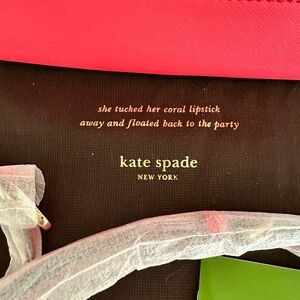 she tucked her coral lipstick
away and floated back to the party
kate spade
NEW YORK